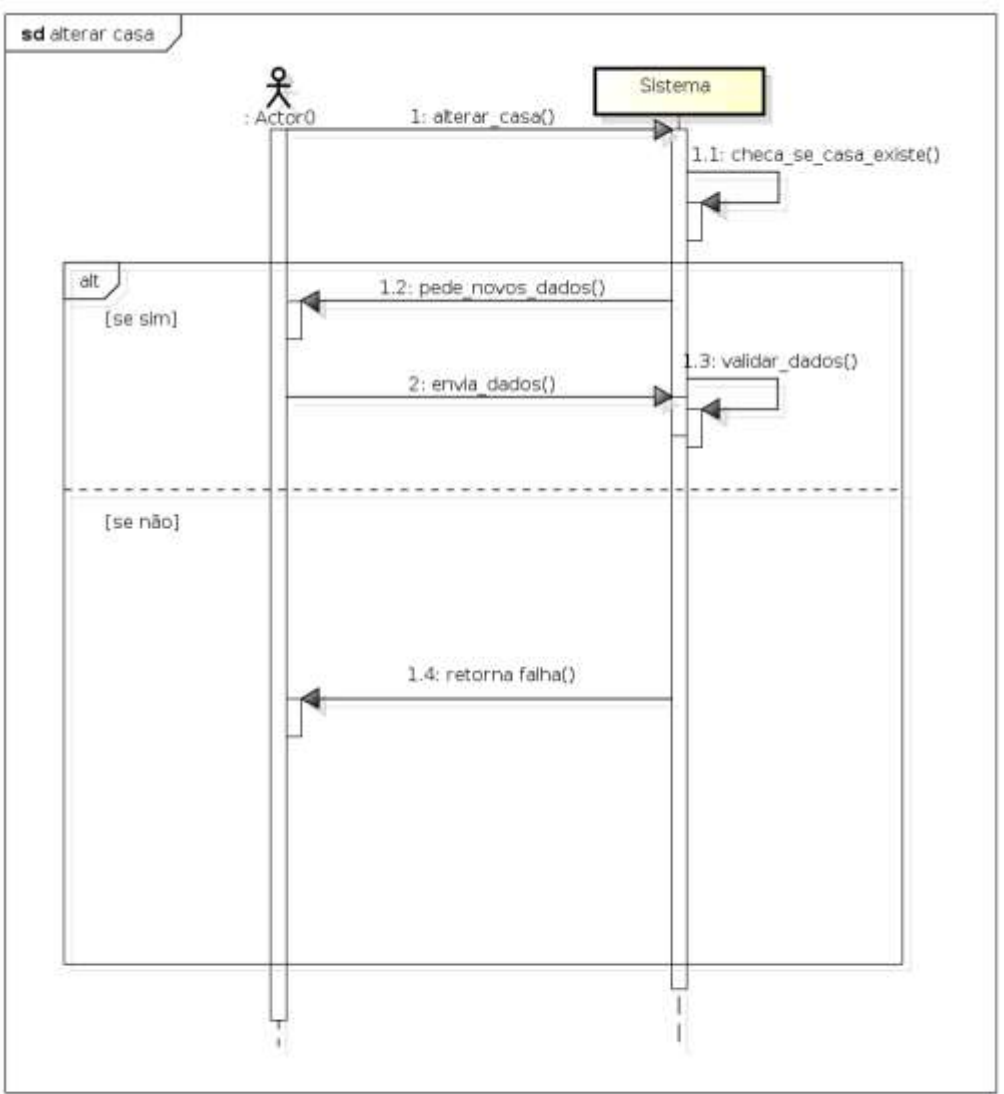 sd alterar casa
Sistema
: Actor0
1: alterar_casa()
1.1: checa_se_casa_existe()
alt
1.2: pede_novos_dados()
[se sim]
1.3: validar_dados()
2: envia_dados()
[se não]
1.4: retorna falha()